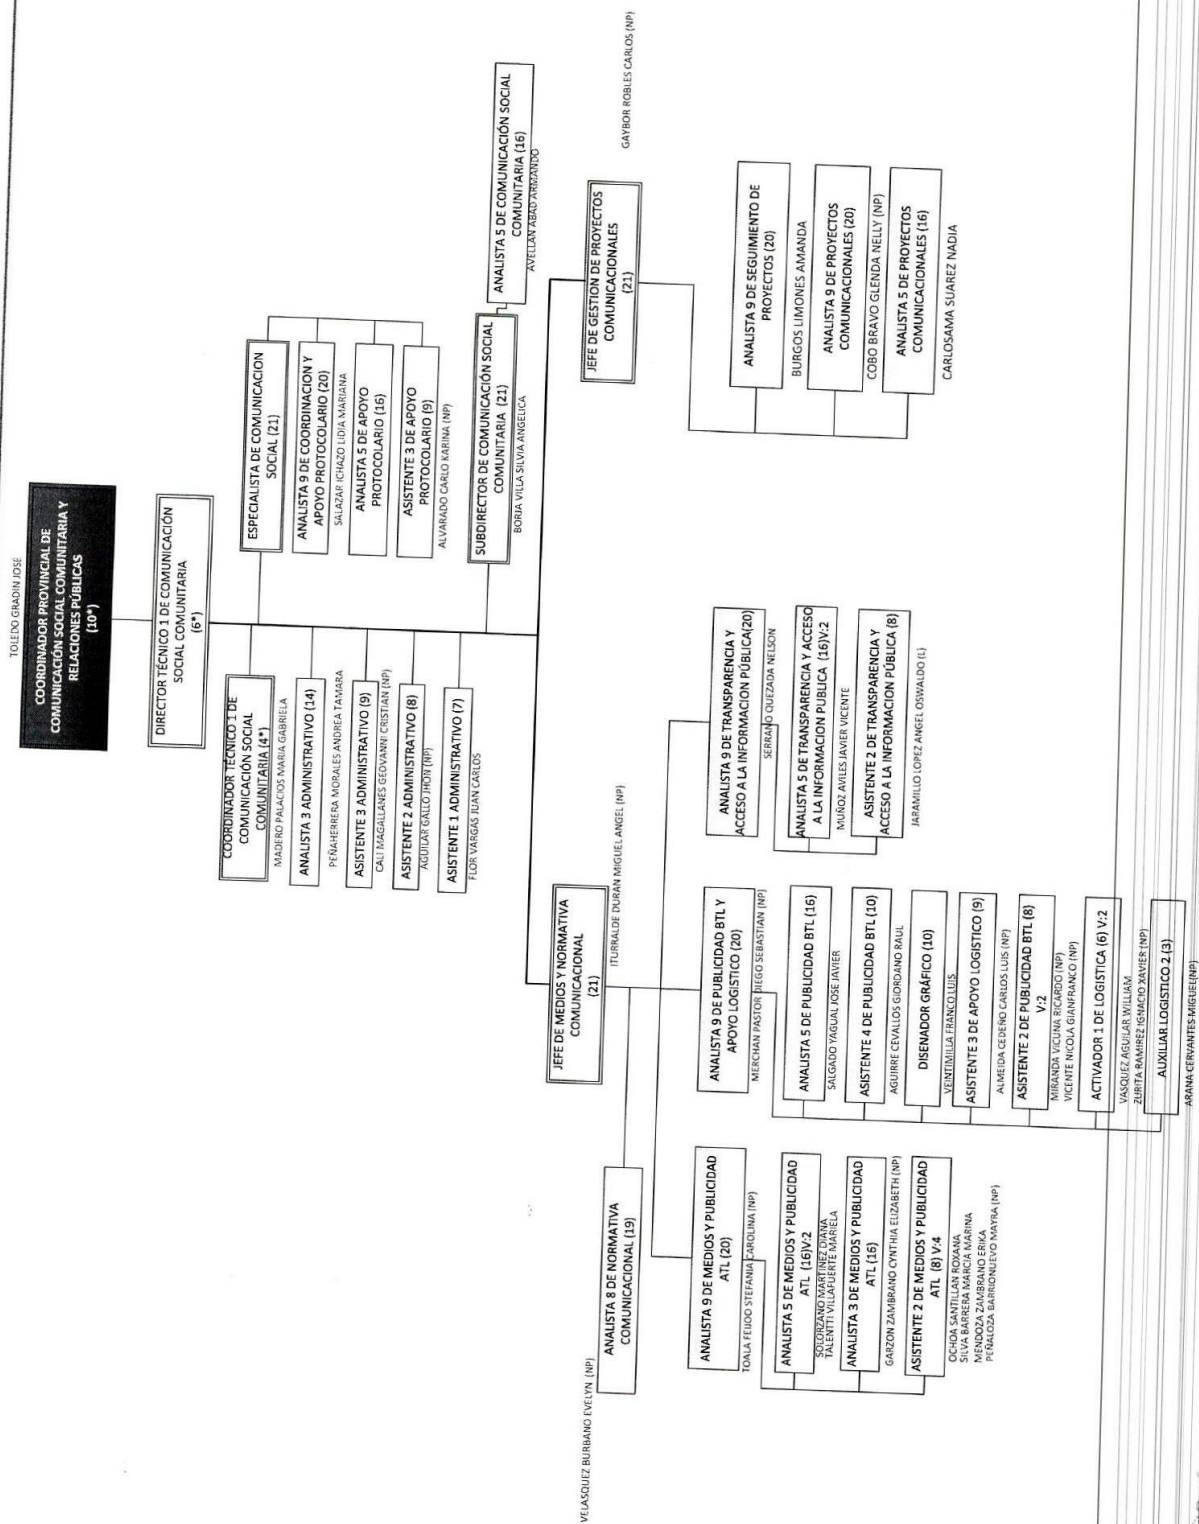 TOLEDO GRADIN JOSE
COORDINADOR PROVINCIAL DE
COMUNICACIÓN SOCIAL COMUNITARIA Y
RELACIONES PÚBLICAS
(10*)
DIRECTOR TÉCNICO 1 DE COMUNICACIÓN
SOCIAL COMUNITARIA
(6*)
COORDINADOR TÉCNICO 1 DE
COMUNICACIÓN SOCIAL
COMUNITARIA (4*)
MADERO PALACIOS MARIA GABRIELA
ANALISTA 3 ADMINISTRATIVO (14)
PEÑAHERRERA MORALES ANDREA TAMARA
ASISTENTE 3 ADMINISTRATIVO (9)
CALI MAGALLANES GEOVANNI CRISTIAN (NP)
ASISTENTE 2 ADMINISTRATIVO (8)
AGUILAR GALLO JHON (NP)
ASISTENTE 1 ADMINISTRATIVO (7)
FLOR VARGAS JUAN CARLOS
ESPECIALISTA DE COMUNICACION
SOCIAL (21)
ANALISTA 9 DE COORDINACION Y
APOYO PROTOCOLARIO (20)
SALAZAR ICHAZO LIDIA MARIANA
ANALISTA 5 DE APOYO
PROTOCOLARIO (16)
ASISTENTE 3 DE APOYO
PROTOCOLARIO (9)
ALVARADO CARLO KARINA (NP)
SUBDIRECTOR DE COMUNICACIÓN SOCIAL
COMUNITARIA (21)
BORJA VILLA SILVIA ANGELICA
ANALISTA 5 DE COMUNICACIÓN SOCIAL
COMUNITARIA (16)
AVELLAN ABAD ARMANDO
JEFE DE MEDIOS Y NORMATIVA
COMUNICACIONAL
(21)
ITURRALDE DURAN MIGUEL ANGEL (NP)
JEFE DE GESTION DE PROYECTOS
COMUNICACIONALES
(21)
GAYBOR ROBLES CARLOS (NP)
VELASQUEZ BURBANO EVELYN (NP)
ANALISTA 8 DE NORMATIVA
COMUNICACIONAL (19)
ANALISTA 9 DE MEDIOS Y PUBLICIDAD
ATL (20)
TOALA FEIJOO STEFANIA CAROLINA (NP)
ANALISTA 5 DE MEDIOS Y PUBLICIDAD
ATL (16)V:2
SOLORZANO MARTINEZ DIANA
TALENTTI VILLAFUERTE MARIELA
ANALISTA 3 DE MEDIOS Y PUBLICIDAD
ATL (16)
GARZON ZAMBRANO CYNTHIA ELIZABETH (NP)
ASISTENTE 2 DE MEDIOS Y PUBLICIDAD
ATL (8) V:4
OCHOA SANTILLAN ROXANA
SILVA BARRERA MARCIA MARINA
MENDOZA ZAMBRANO ERIKA
PEÑALOZA BARRIONUEVO MAYRA (NP)
ANALISTA 9 DE PUBLICIDAD BTL Y
APOYO LOGISTICO (20)
MERCHAN PASTOR DIEGO SEBASTIAN (NP)
ANALISTA 5 DE PUBLICIDAD BTL (16)
SALGADO YAGUAL JOSE JAVIER
ASISTENTE 4 DE PUBLICIDAD BTL (10)
AGUIRRE CEVALLOS GIORDANO RAUL
DISENADOR GRÁFICO (10)
VEINTIMILLA FRANCO LUIS
ASISTENTE 3 DE APOYO LOGISTICO (9)
ALMEIDA CEDEÑO CARLOS LUIS (NP)
ASISTENTE 2 DE PUBLICIDAD BTL (8)
V:2
MIRANDA VICUNA RICARDO (NP)
VICENTE NICOLA GIANFRANCO (NP)
ACTIVADOR 1 DE LOGISTICA (6) V:2
VASQUEZ AGUILAR WILLIAM
ZURITA RAMIREZ IGNACIO XAVIER (NP)
AUXILIAR LOGISTICO 2 (3)
ARANA CERVANTES MIGUEL(NP)
ANALISTA 9 DE TRANSPARENCIA Y
ACCESO A LA INFORMACIÓN PÚBLICA(20)
SERRANO QUEZADA NELSON
ANALISTA 5 DE TRANSPARENCIA Y ACCESO
A LA INFORMACION PUBLICA (16)V:2
MUÑOZ AVILES JAVIER VICENTE
ASISTENTE 2 DE TRANSPARENCIA Y
ACCESO A LA INFORMACIÓN PÚBLICA (8)
JARAMILLO LOPEZ ANGEL OSWALDO (L)
ANALISTA 9 DE SEGUIMIENTO DE
PROYECTOS (20)
BURGOS LIMONES AMANDA
ANALISTA 9 DE PROYECTOS
COMUNICACIONALES (20)
COBO BRAVO GLENDA NELLY (NP)
ANALISTA 5 DE PROYECTOS
COMUNICACIONALES (16)
CARLOSAMA SUAREZ NADIA